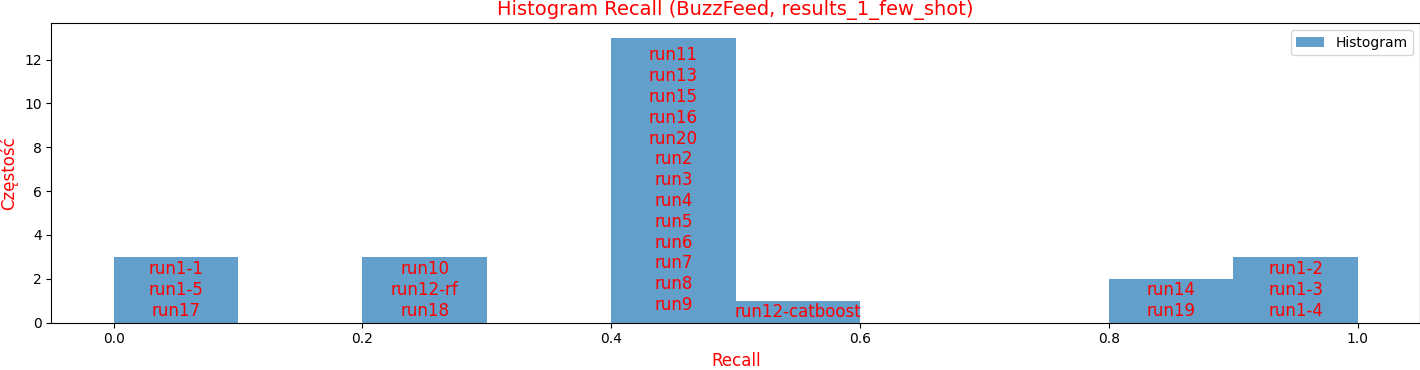 Histogram Recall (BuzzFeed, results_1_few_shot)
Histogram
Częstość
12
10
8
6
4
2
0
run1-1
run1-5
run17
run10
run12-rf
run18
run11
run13
run15
run16
run20
run2
run3
run4
run5
run6
run7
run8
run9
run12-catboost
run14
run19
run1-2
run1-3
run1-4
0.0
0.2
0.4
0.6
0.8
1.0
Recall